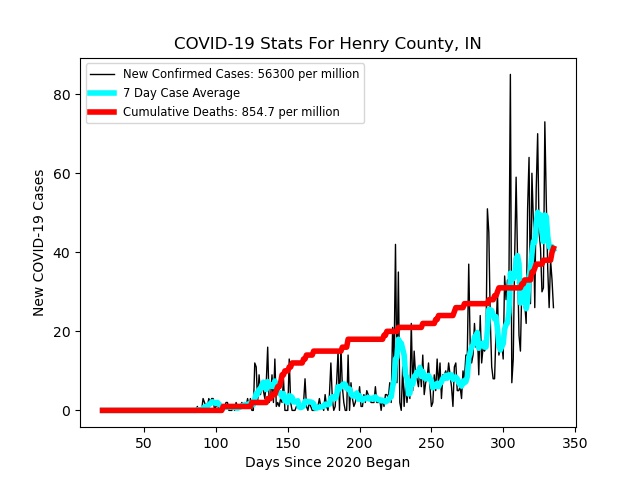 COVID-19 Stats For Henry County, IN
New Confirmed Cases: 56300 per million
7 Day Case Average
Cumulative Deaths: 854.7 per million
New COVID-19 Cases
80
60
40
20
0
50 100 150 200 250 300 350
Days Since 2020 Began